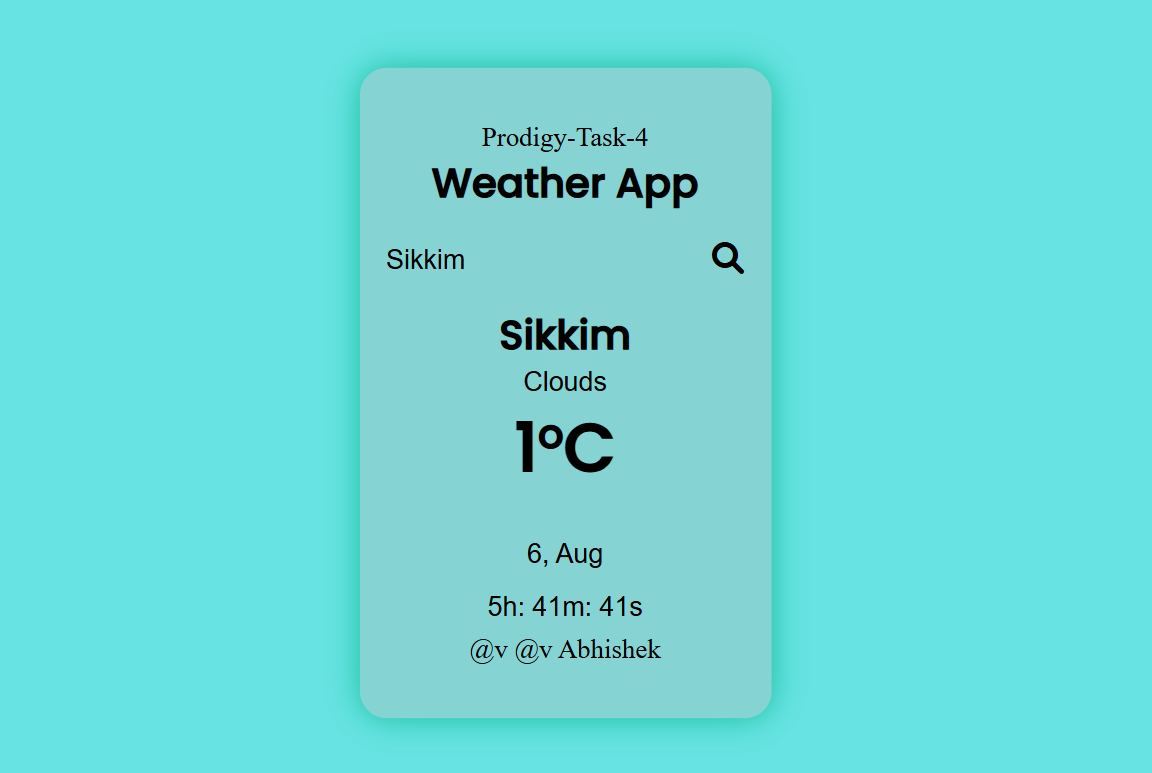 Prodigy-Task-4
Weather App
Sikkim
Sikkim
Clouds
1°C
6, Aug
5h: 41m: 41s
@v @v Abhishek